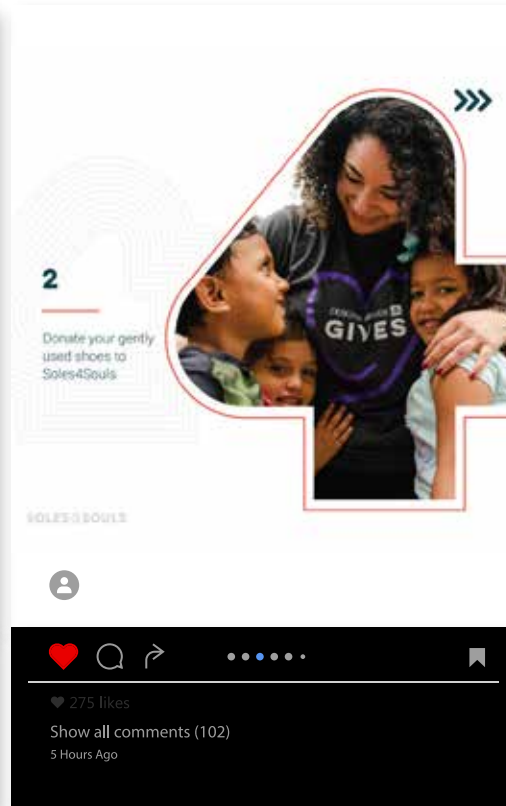 2
Donate your gently
used shoes to
Soles4Souls
GIVES
SOLES4SOULS
275 likes
Show all comments (102)
5 Hours Ago